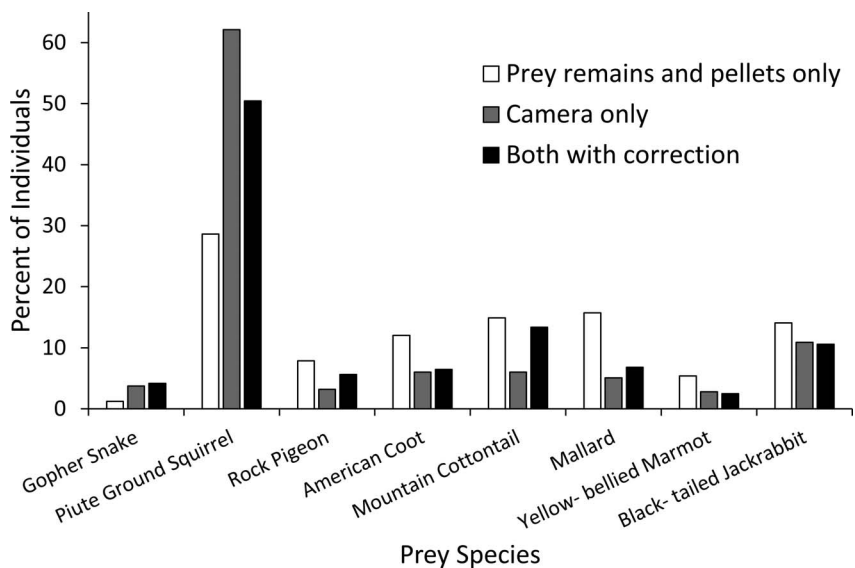 60
50
40
30
20
10
0
Percent of Individuals
Prey remains and pellets only
Camera only
Both with correction
Gopher Snake
Piute Ground Squirrel
Rock Pigeon
American Coot
Mountain Cottontail
Mallard
Yellow- bellied Marmot
Black- tailed Jackrabbit
Prey Species